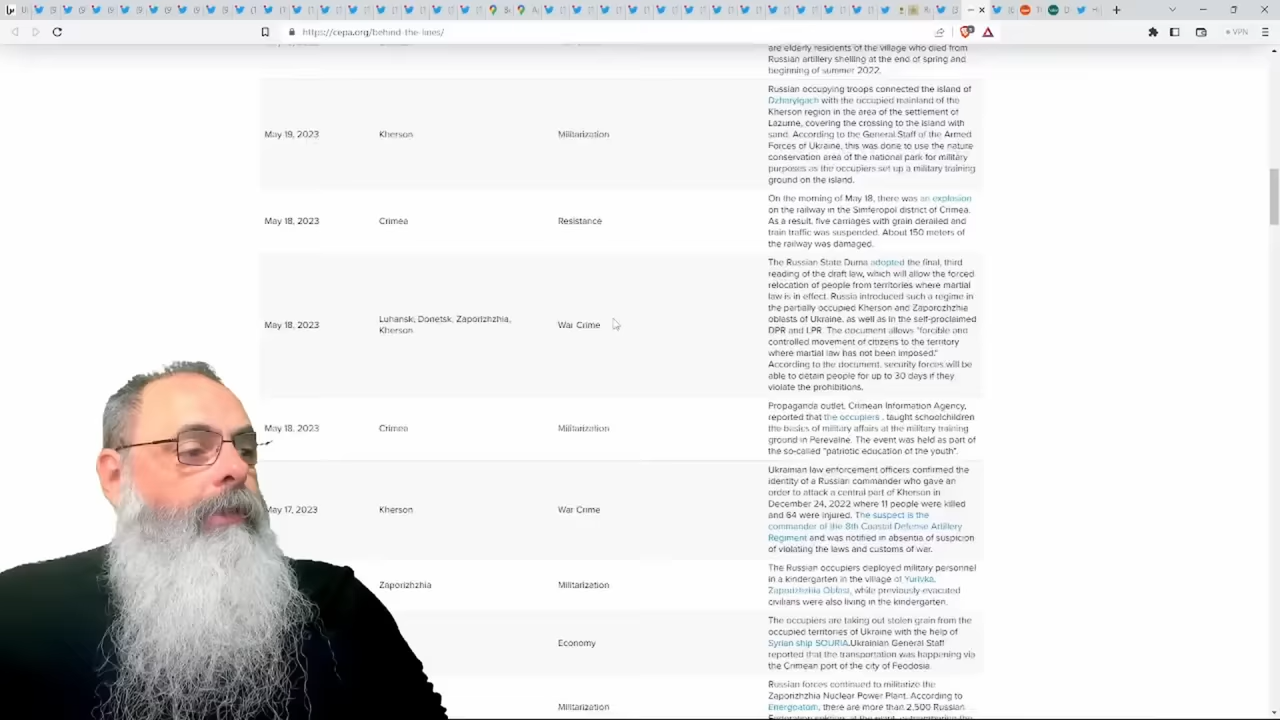 https://cepa.org/behind-the-lines/
VPN
are elderly residents of the village who died from
Russian artillery shelling at the end of spring and
beginning of summer 2022.
May 19, 2023
Kherson
Militarization
Russian occupying troops connected the island of
Dzharylgach with the occupied mainland of the
Kherson region in the area of the settlement of
Lazurne, covering the crossing to the island with
sand. According to the General Staff of the Armed
Forces of Ukraine, this was done to use the nature
conservation area of the national park for military
purposes as the occupiers set up a military training
ground on the island.
May 18, 2023
Crimea
Resistance
On the morning of May 18, there was an explosion
on the railway in the Simferopol district of Crimea.
As a result, five carriages with grain derailed and
train traffic was suspended. About 150 meters of
the railway was damaged.
May 18, 2023
Luhansk, Donetsk, Zaporizhzhia,
Kherson
War Crime
The Russian State Duma adopted the final, third
reading of the draft law, which will allow the forced
relocation of people from territories where martial
law is in effect. Russia introduced such a regime in
the partially occupied Kherson and Zaporozhzhia
oblasts of Ukraine, as well as in the self-proclaimed
DPR and LPR. The document allows "forcible and
controlled movement of citizens to the territory
where martial law has not been imposed."
According to the document, security forces will be
able to detain people for up to 30 days if they
violate the prohibitions.
May 18, 2023
Crimea
Militarization
Propaganda outlet, Crimean Information Agency,
reported that the occupiers , taught schoolchildren
the basics of military affairs at the military training
ground in Perevalne. The event was held as part of
the so-called "patriotic education of the youth".
May 17, 2023
Kherson
War Crime
Ukrainian law enforcement officers confirmed the
identity of a Russian commander who gave an
order to attack a central part of Kherson in
December 24, 2022 where 11 people were killed
and 64 were injured. The suspect is the
commander of the 8th Coastal Defense Artillery
Regiment and was notified in absentia of suspicion
of violating the laws and customs of war.
Zaporizhzhia
Militarization
The Russian occupiers deployed military personnel
in a kindergarten in the village of Yurivka,
Zaporizhzhia Oblast, while previously-evacuated
civilians were also living in the kindergarten.
Economy
The occupiers are taking out stolen grain from the
occupied territories of Ukraine with the help of
Syrian ship SOURIA.Ukrainian General Staff
reported that the transportation was happening via
the Crimean port of the city of Feodosia.
Militarization
Russian forces continued to militarize the
Zaporizhzhia Nuclear Power Plant. According to
Energoatom, there are more than 2,500 Russian